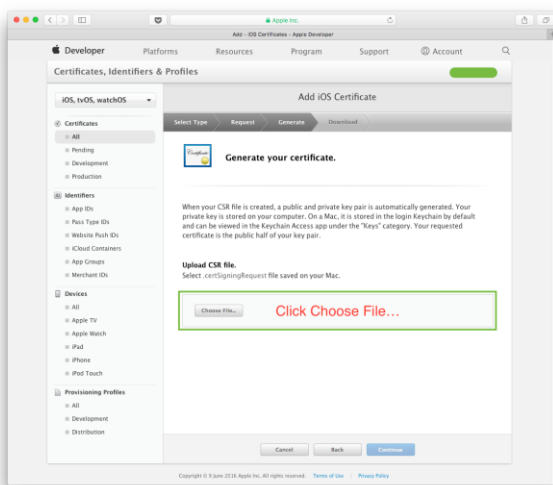 Apple Inc.
Add - iOS Certificates - Apple Developer
Developer
Platforms
Resources
Program
Support
Account
Certificates, Identifiers & Profiles
iOS, tvOS, watchOS
Add iOS Certificate
Select Type
Request
Generate
Download
Certificates
All
Pending
Development
Production
Identifiers
App IDs
Pass Type IDs
Website Push IDs
iCloud Containers
App Groups
Merchant IDs
Devices
All
Apple TV
Apple Watch
iPad
iPhone
iPod Touch
Provisioning Profiles
All
Development
Distribution
Certificate
Generate your certificate.
When your CSR file is created, a public and private key pair is automatically generated. Your
private key is stored on your computer. On a Mac, it is stored in the login Keychain by default
and can be viewed in the Keychain Access app under the "Keys" category. Your requested
certificate is the public half of your key pair.
Upload CSR file.
Select .certSigningRequest file saved on your Mac.
Choose File...
Click Choose File...
Cancel
Back
Continue
Copyright © 9 June 2016 Apple Inc. All rights reserved. Terms of Use | Privacy Policy